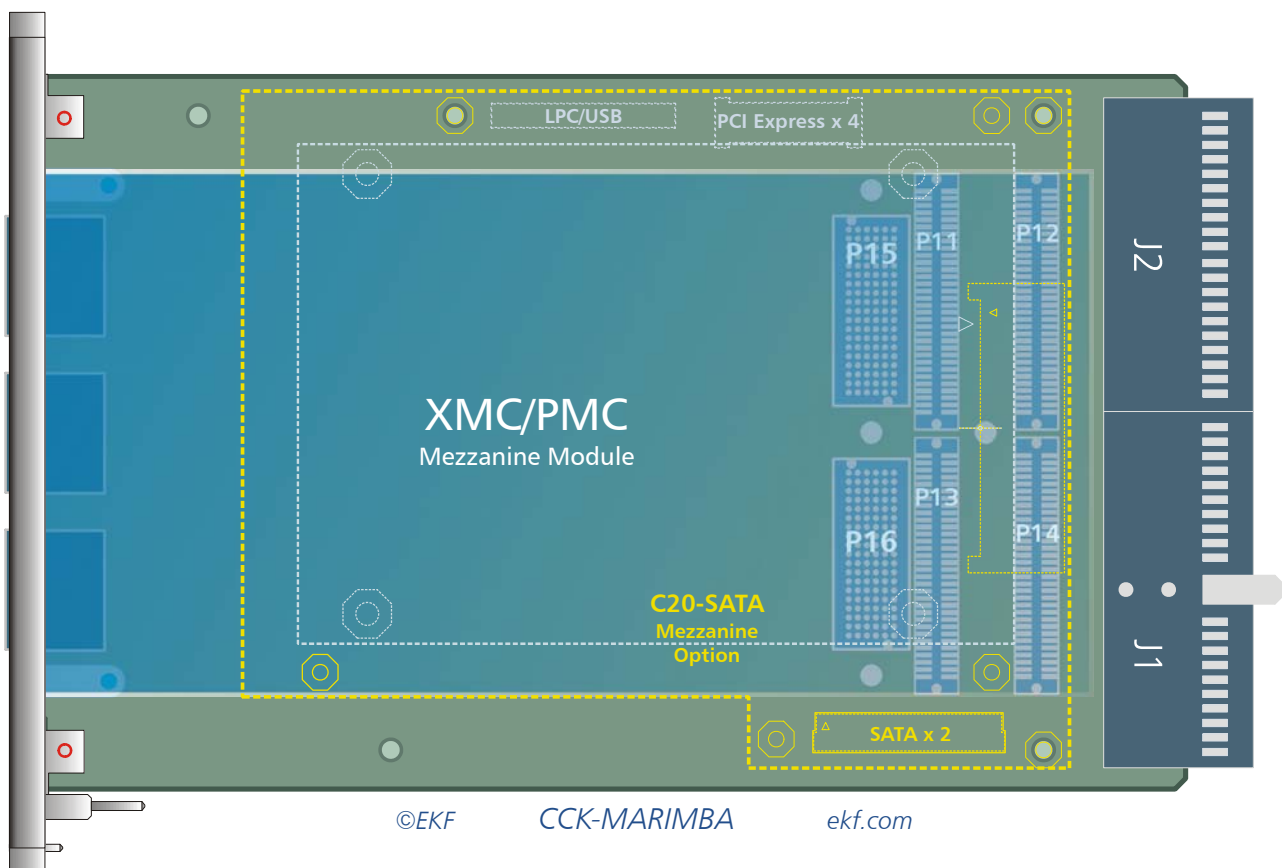 LPC/USB
PCI Express x 4
J2
P15
P11
P12
XMC/PMC
Mezzanine Module
P13
P16
P14
C20-SATA
Mezzanine
Option
J1
SATA x 2
©EKF CCK-MARIMBA ekf.com